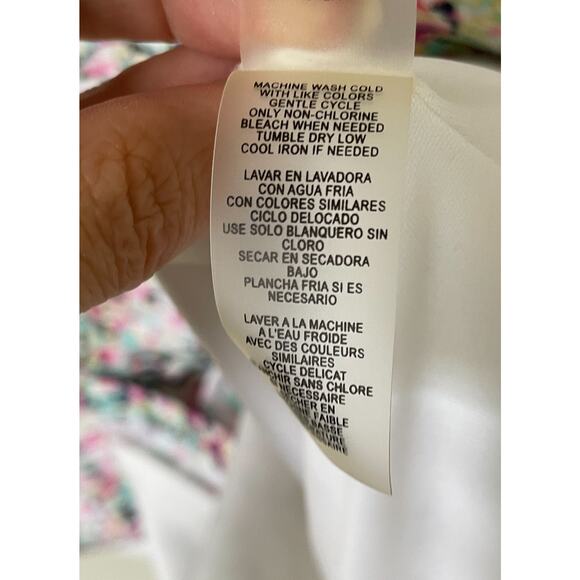 MACHINE WASH COLD
WITH LIKE COLORS
GENTLE CYCLE
ONLY NON-CHLORINE
BLEACH WHEN NEEDED
TUMBLE DRY LOW
COOL IRON IF NEEDED
LAVAR EN LAVADORA
CON AGUA FRIA
CON COLORES SIMILARES
CICLO DELOCADO
USE SOLO BLANQUERO SIN
CLORO
SECAR EN SECADORA
BAJO
PLANCHA FRIA SI ES
NECESARIO
LAVER A LA MACHINE
A L'EAU FROIDE
AVEC DES COULEURS
SIMILAIRES
CYCLE DELICAT
SANS CHLORE
NECESSAIRE
EN
FAIBLE
BASSE